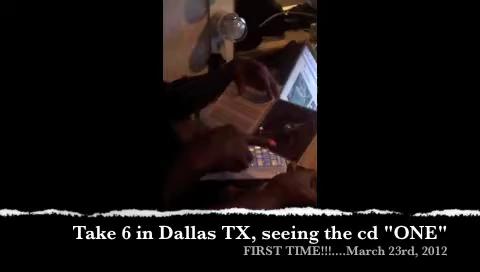 Take 6 in Dallas TX, seeing the cd "ONE"
FIRST TIME!!!....March 23rd, 2012